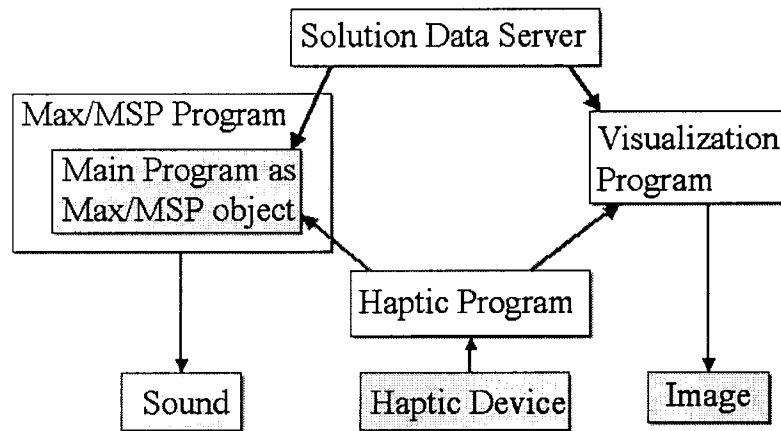 Solution Data Server
Max/MSP Program
Main Program as
Max/MSP object
Visualization
Program
Haptic Program
Sound
Haptic Device
Image